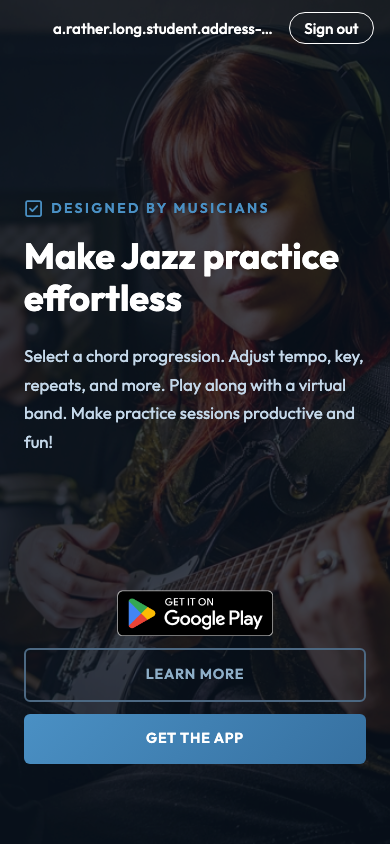 a.rather.long.student.address-...
Sign out
DESIGNED BY MUSICIANS
Make Jazz practice
effortless
Select a chord progression. Adjust tempo, key,
repeats, and more. Play along with a virtual
band. Make practice sessions productive and
fun!
GET IT ON
Google Play
LEARN MORE
GET THE APP